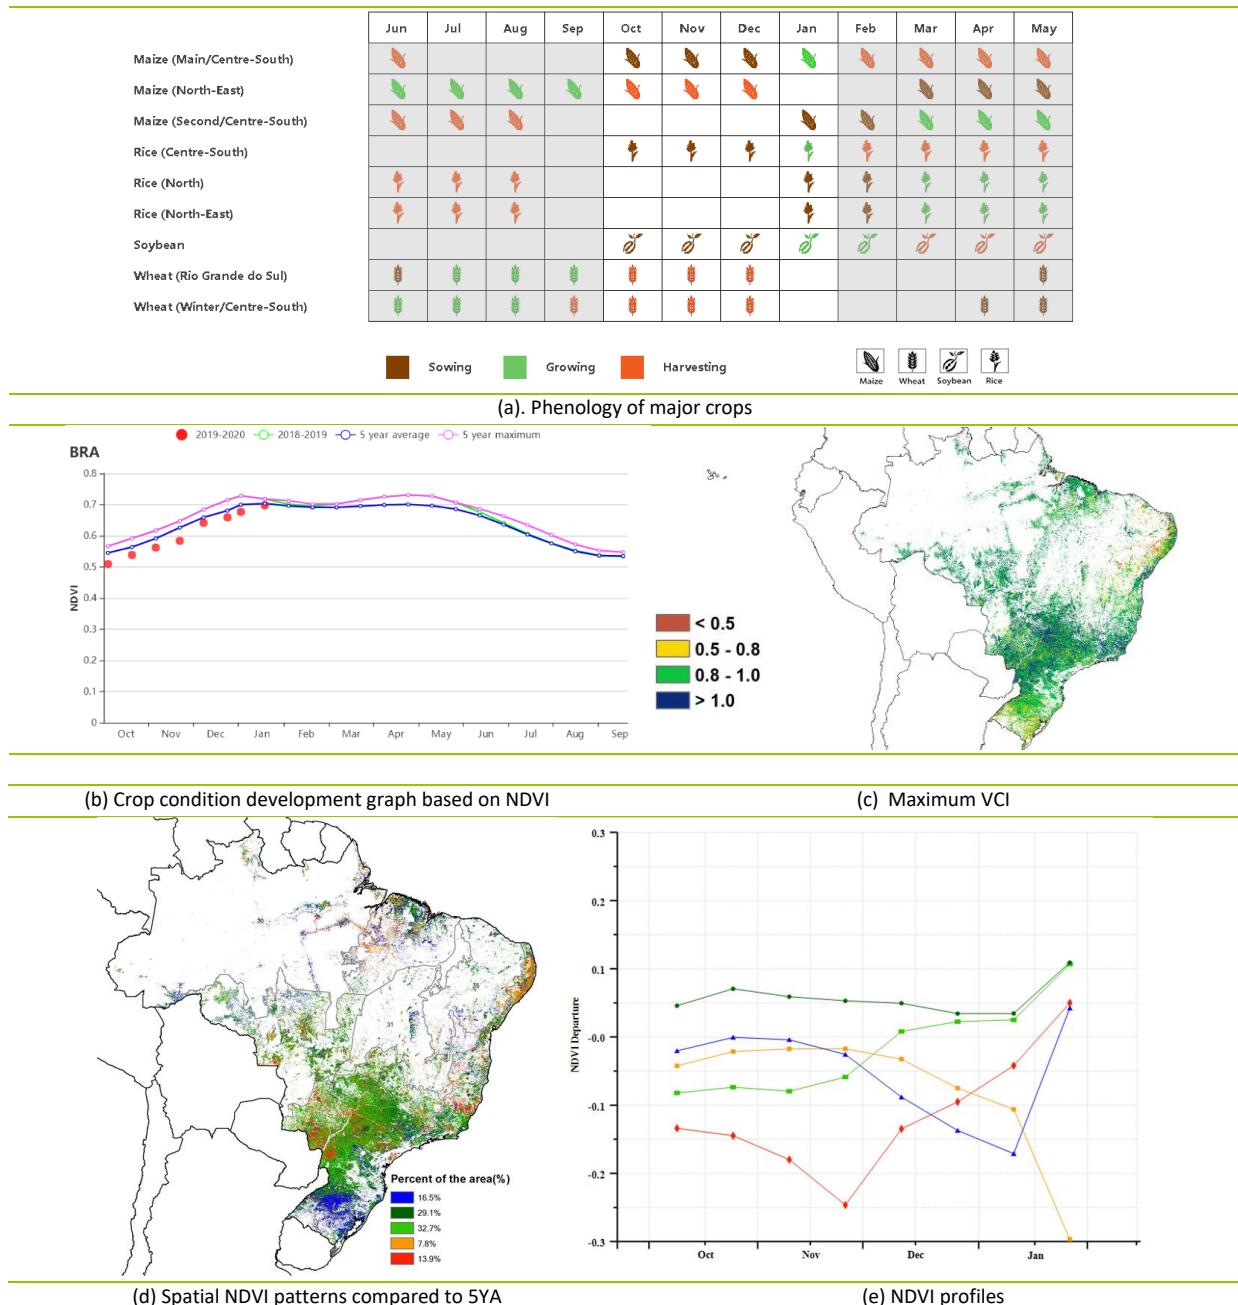 Jun Jul Aug Sep Oct Nov Dec Jan Feb Mar Apr May
Maize (Main/Centre-South)
Maize (North-East)
Maize (Second/Centre-South)
Rice (Centre-South)
Rice (North)
Rice (North-East)
Soybean
Wheat (Rio Grande do Sul)
Wheat (Winter/Centre-South)
Sowing Growing Harvesting
Maize Wheat Soybean Rice
(a). Phenology of major crops
2019-2020 2018-2019 5 year average 5 year maximum
BRA
0.8
0.7
0.6
0.5
0.4
0.3
0.2
0.1
0
NDVI
Oct Nov Dec Jan Feb Mar Apr May Jun Jul Aug Sep
< 0.5
0.5 - 0.8
0.8 - 1.0
> 1.0
(b) Crop condition development graph based on NDVI
(c) Maximum VCI
31
Percent of the area(%)
16.5%
29.1%
32.7%
7.8%
13.9%
0.3
0.2
0.1
-0.0
-0.1
-0.2
-0.3
NDVI Departure
Oct Nov Dec Jan
(d) Spatial NDVI patterns compared to 5YA
(e) NDVI profiles